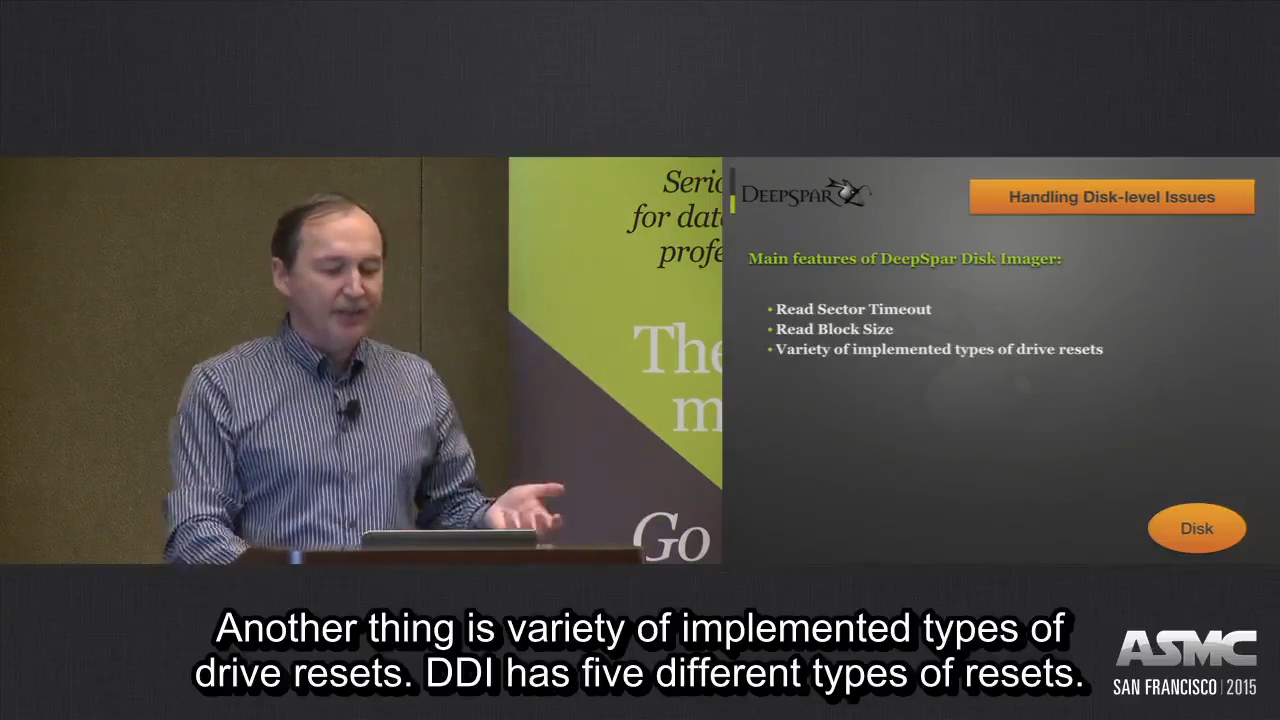 Serio
for data
profe
The
m
Go
DEEPSPAR
Handling Disk-level Issues
Main features of DeepSpar Disk Imager:
• Read Sector Timeout
• Read Block Size
• Variety of implemented types of drive resets
Disk
Another thing is variety of implemented types of
drive resets. DDI has five different types of resets.
ASMC
SAN FRANCISCO | 2015